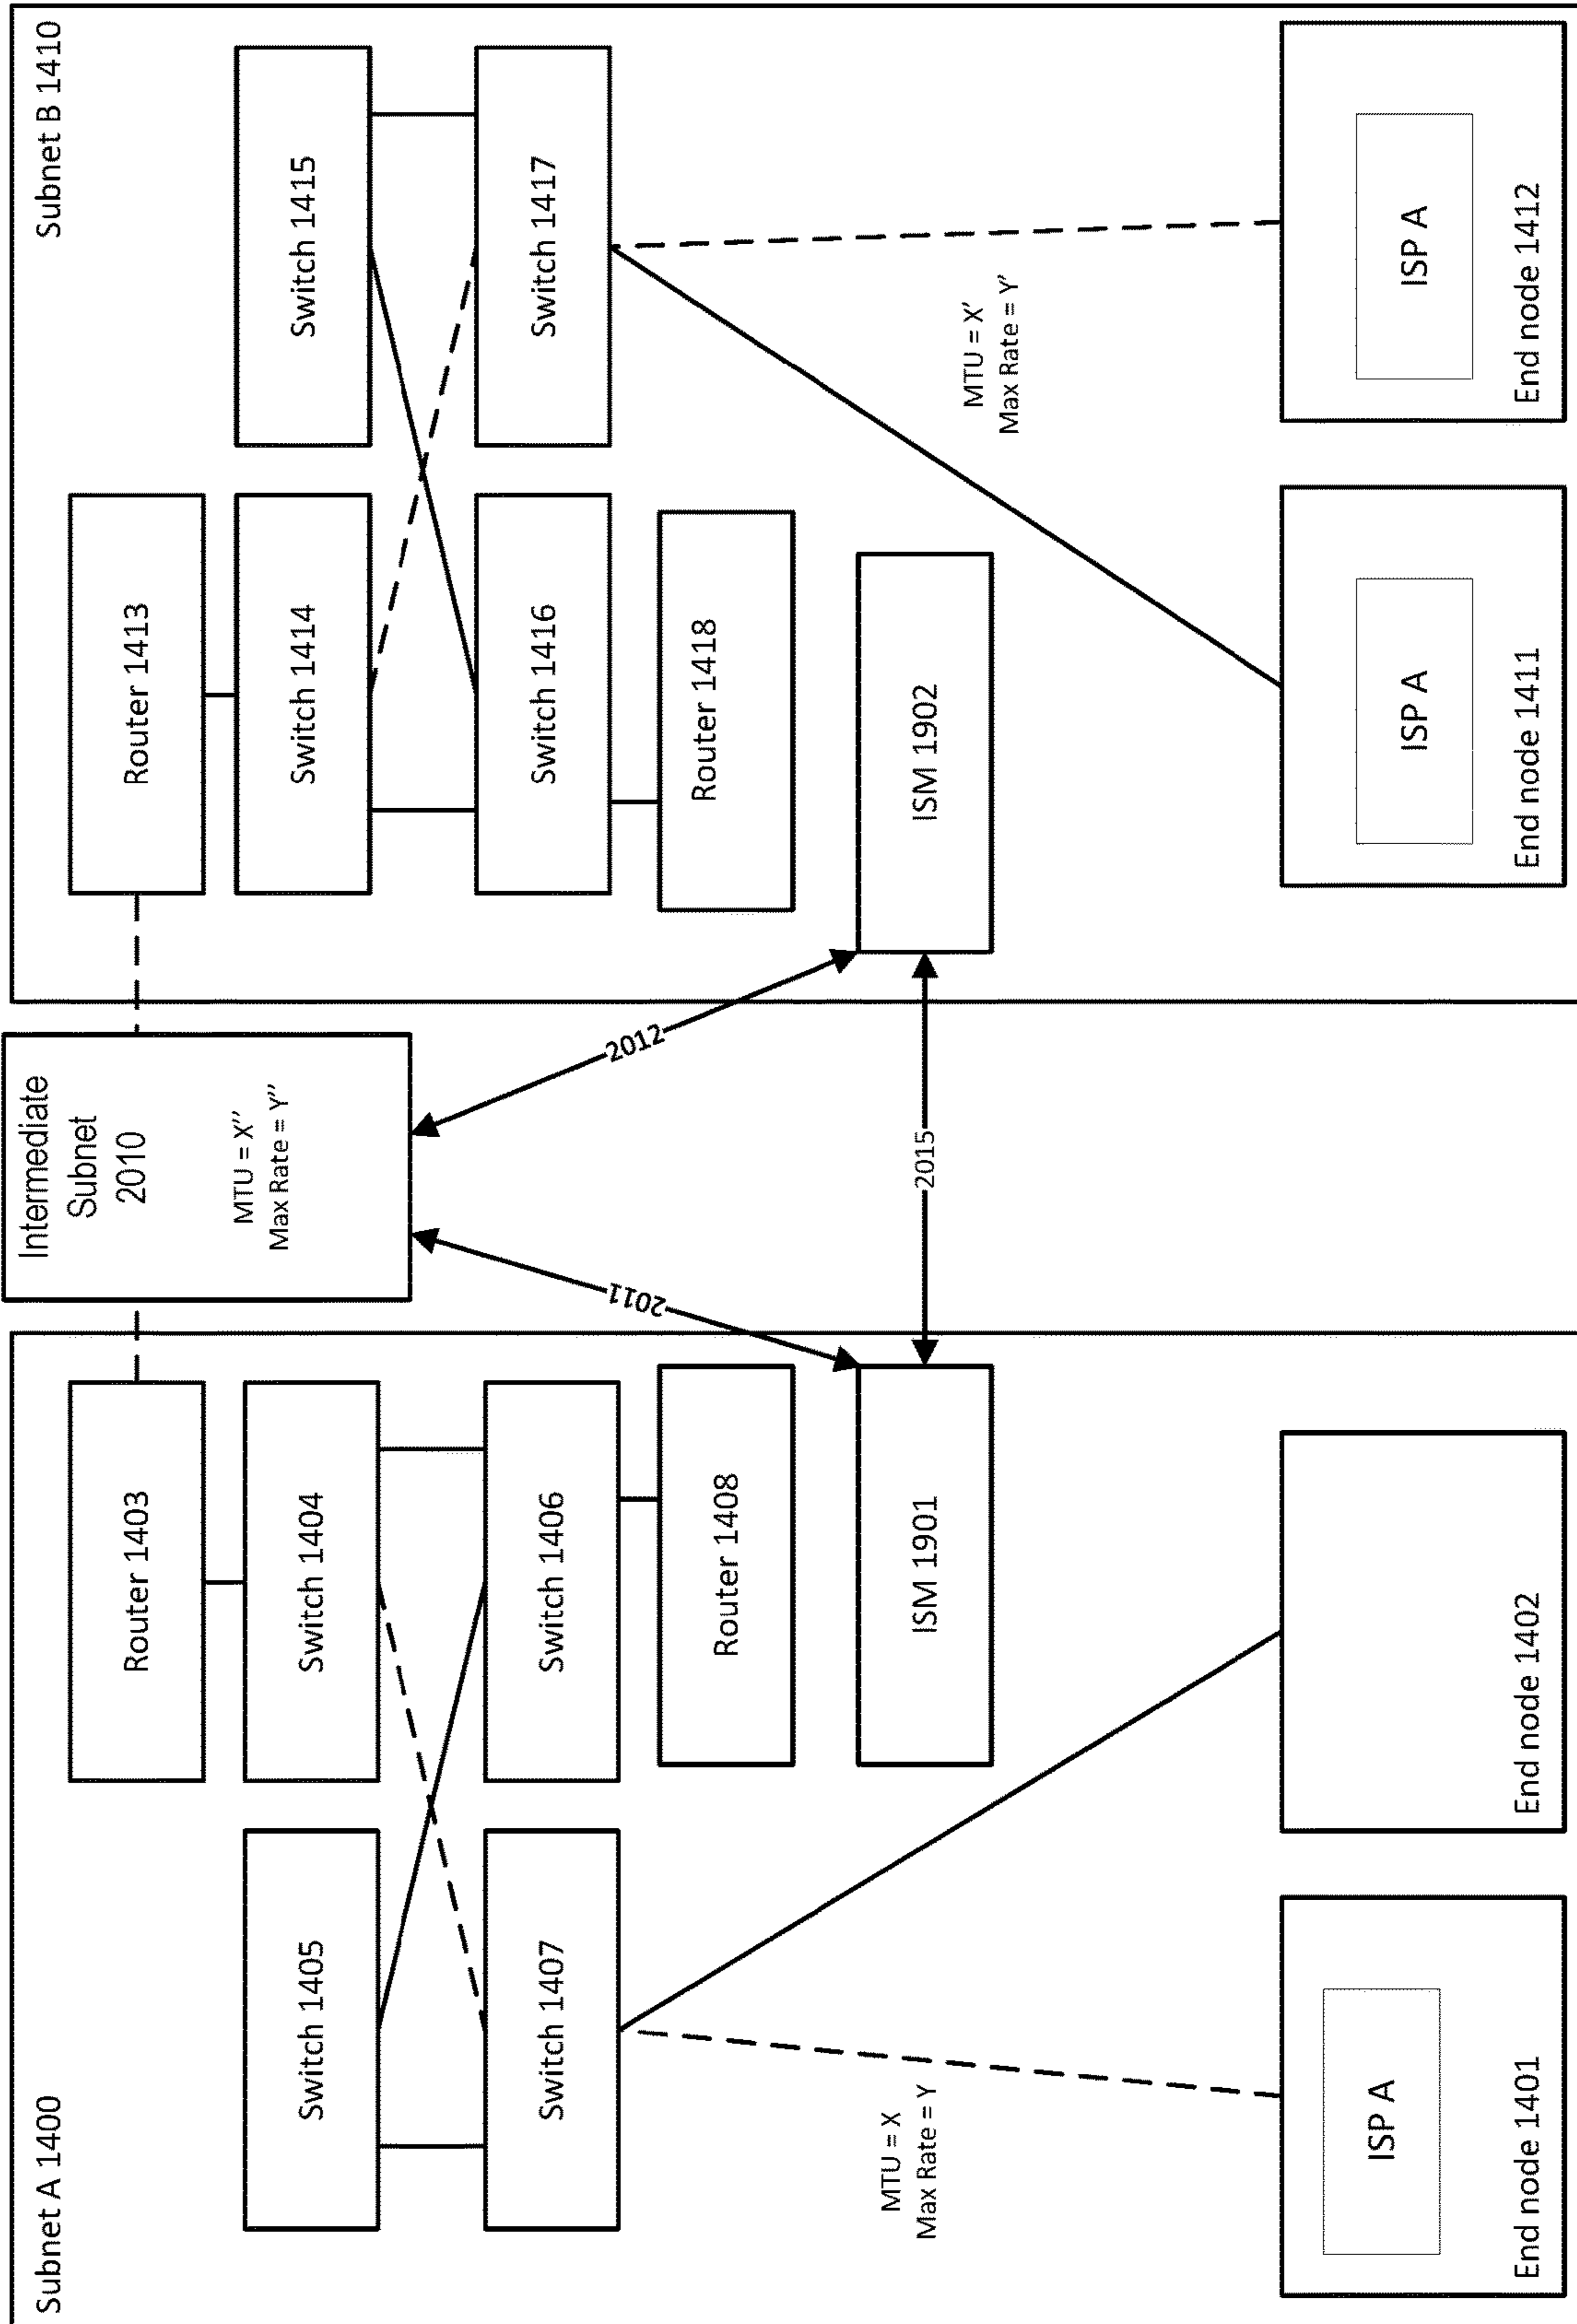 Subnet A 1400
Router 1403
Switch 1405
Switch 1404
Switch 1407
Switch 1406
Router 1408
ISM 1901
MTU = X
Max Rate = Y
ISP A
End node 1401
End node 1402
Intermediate
Subnet
2010
MTU = X’’
Max Rate = Y’’
2011
2012
2015
Subnet B 1410
Router 1413
Switch 1414
Switch 1415
Switch 1416
Switch 1417
Router 1418
ISM 1902
MTU = X’
Max Rate = Y’
ISP A
End node 1411
ISP A
End node 1412